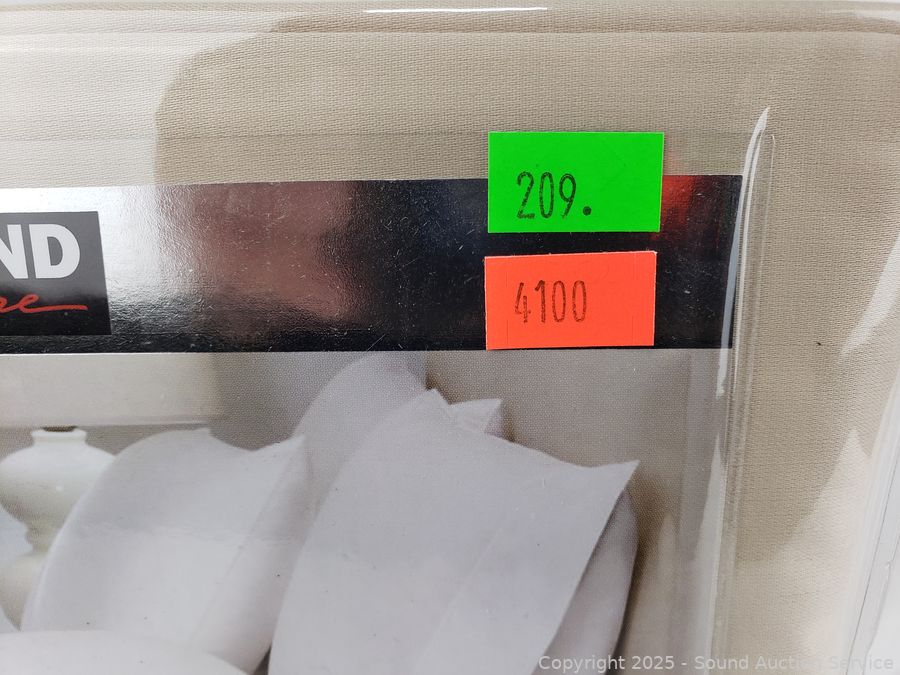 209.
ND
4100
Copyright 2025 - Sound Auction Service